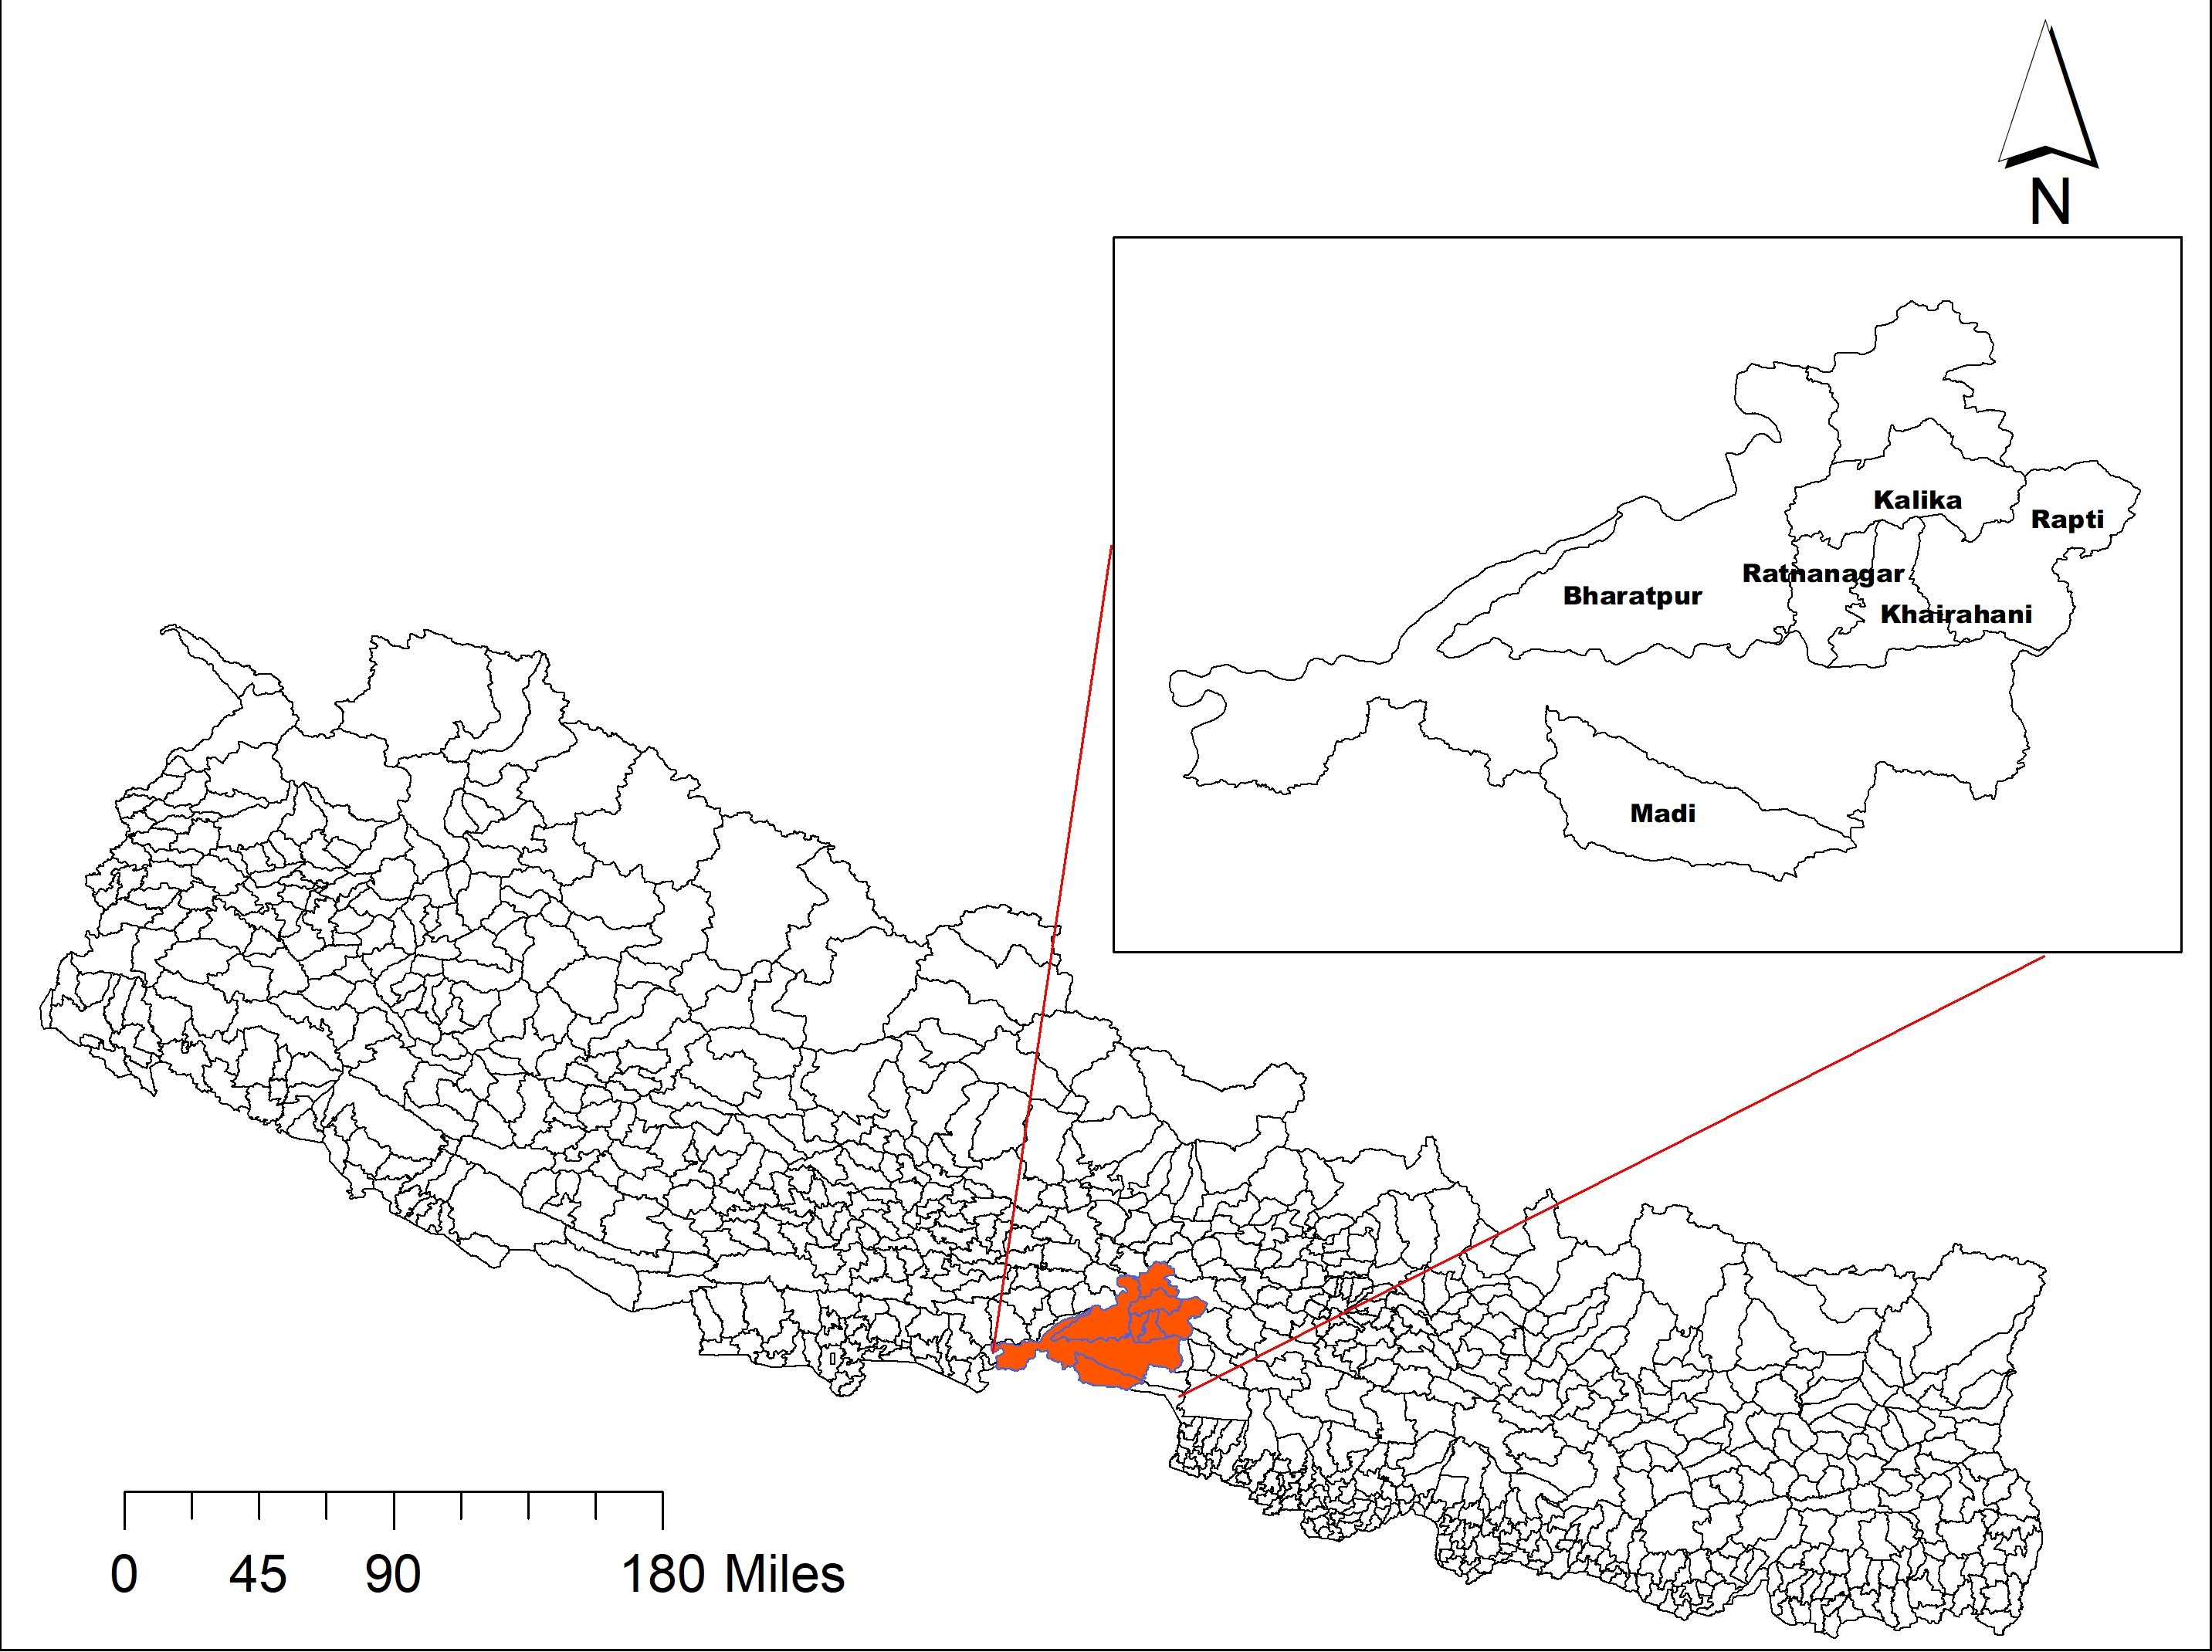 N
Kalika
Rapti
Ratnanagar
Bharatpur
Khairahani
Madi
0 45 90 180 Miles